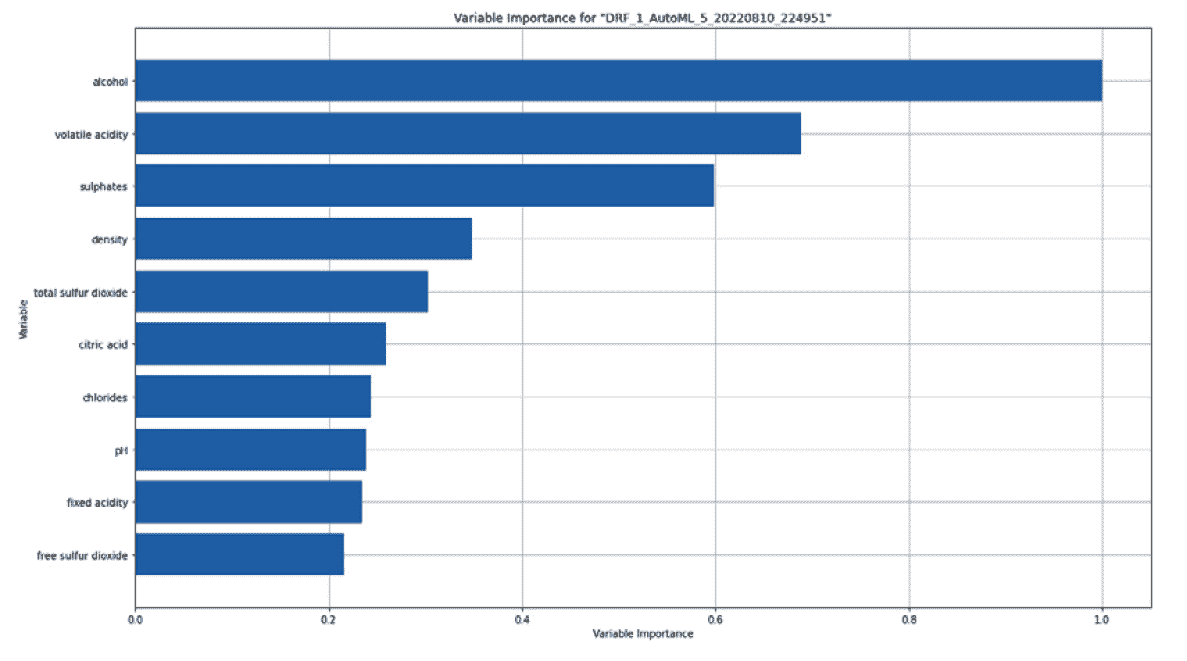 Variable Importance for "DRF_1_AutoML_5_20220810_224951"
alcohol
volatile acidity
sulphates
density
total sulfur dioxide
citric acid
chlorides
pH
fixed acidity
free sulfur dioxide
Variable
0.0 0.2 0.4 0.6 0.8 1.0
Variable Importance